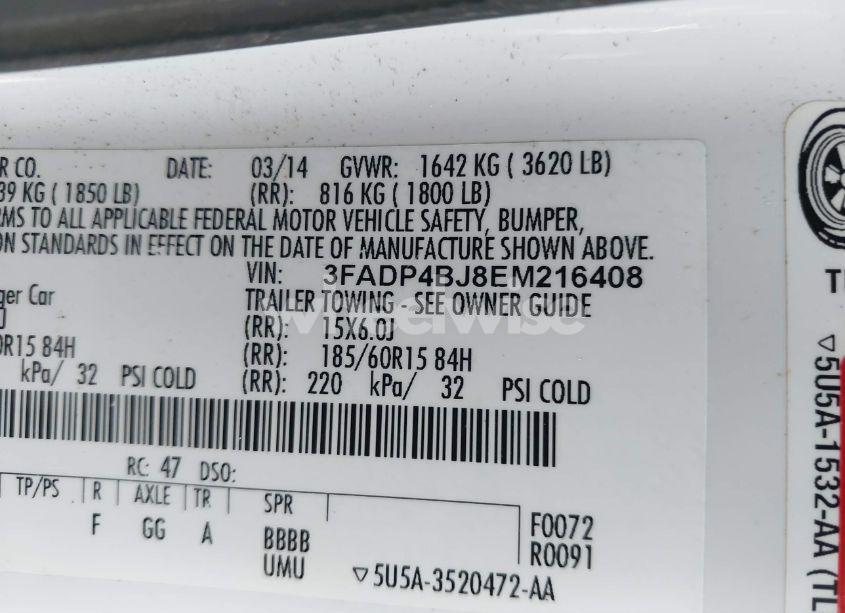 R CO. DATE: 03/14 GVWR: 1642 KG ( 3620 LB)
39 KG ( 1850 LB) (RR): 816 KG ( 1800 LB)
RMS TO ALL APPLICABLE FEDERAL MOTOR VEHICLE SAFETY, BUMPER,
ON STANDARDS IN EFFECT ON THE DATE OF MANUFACTURE SHOWN ABOVE.
VIN: 3FADP4BJ8EM216408
ger Car TRAILER TOWING - SEE OWNER GUIDE
J (RR): 15X6.0J
0R15 84H (RR): 185/60R15 84H
kPa/ 32 PSI COLD (RR): 220 kPa/ 32 PSI COLD
RC: 47 DSO:
TP/PS R AXLE TR SPR
F GG A BBBB F0072
UMU R0091
▽5U5A-3520472-AA
TI
▽5U5A-1532-AA (TL
wheelwise